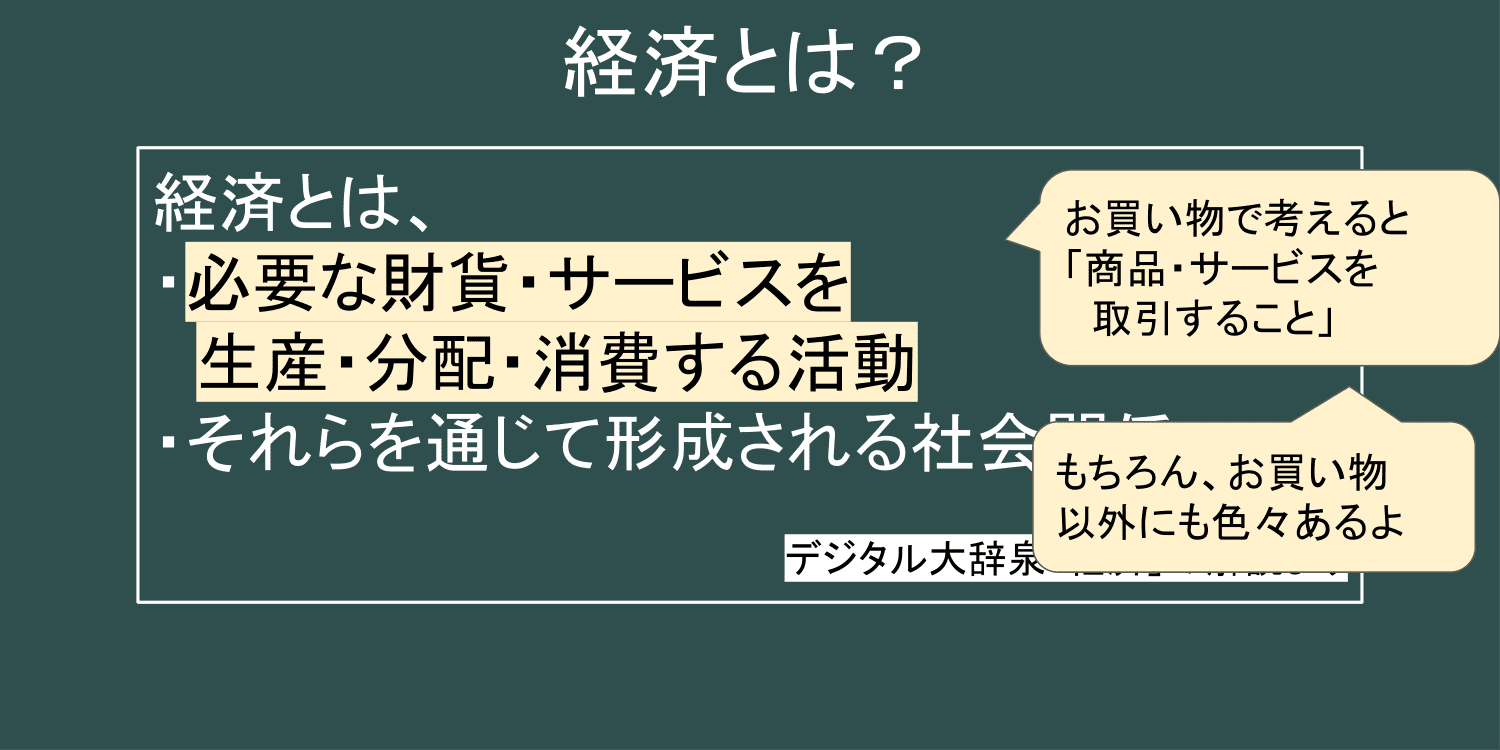 経済とは？
経済とは、
・必要な財貨・サービスを
生産・分配・消費する活動
・それらを通じて形成される社会
デジタル大辞泉
お買い物で考えると
「商品・サービスを
取引すること」
もちろん、お買い物
以外にも色々あるよ